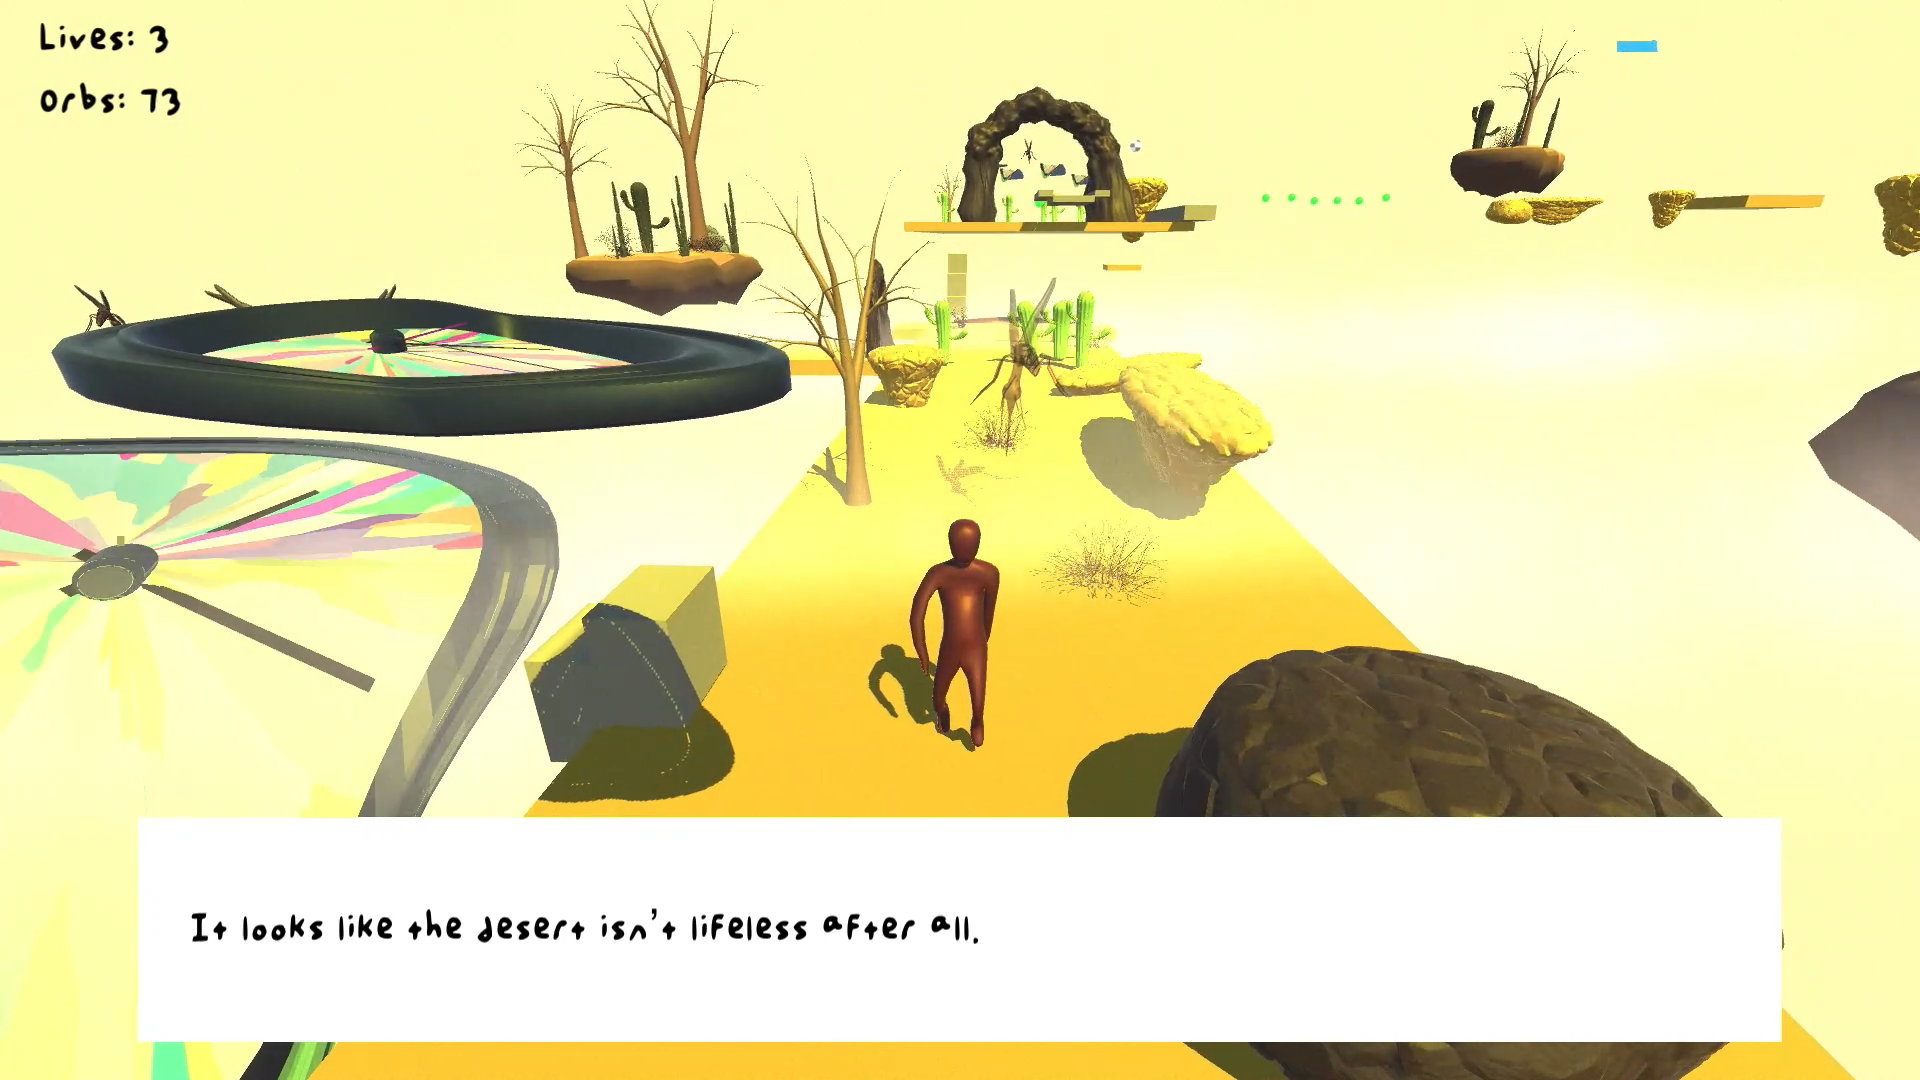 Lives: 3
Orbs: 73
It looks like the desert isn't lifeless after all.